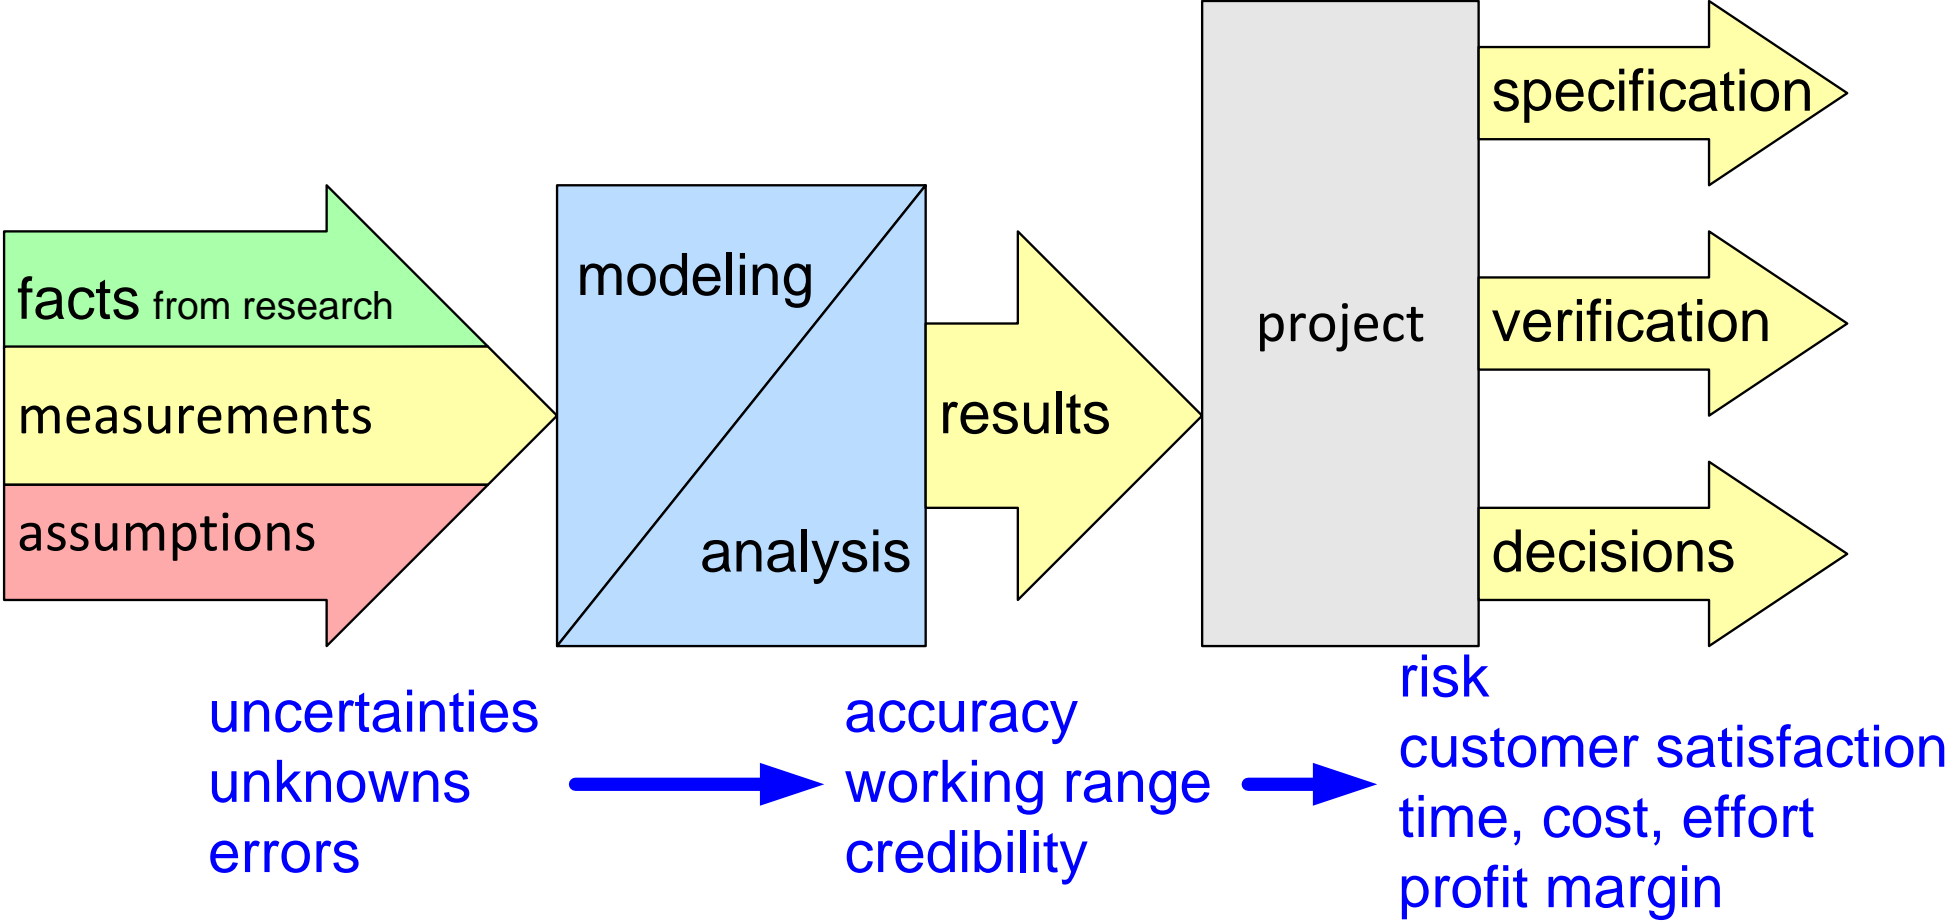 facts from research
measurements
assumptions
modeling
analysis
results
project
specification
verification
decisions
uncertainties
unknowns
errors
accuracy
working range
credibility
risk
customer satisfaction
time, cost, effort
profit margin